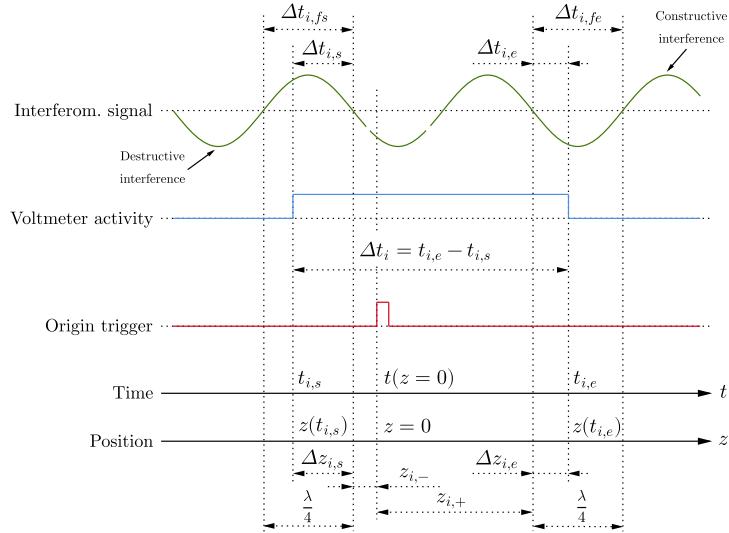 Δt_{i,fs} Δt_{i,fe} Constructive
interference
Δt_{i,s} Δt_{i,e}
Interferom. signal
Destructive
interference
Voltmeter activity
Δt_i = t_{i,e} − t_{i,s}
Origin trigger
t_{i,s} t(z = 0) t_{i,e}
Time t
z(t_{i,s}) z = 0 z(t_{i,e})
Position z
Δz_{i,s} Δz_{i,e}
z_{i,−}
λ/4 z_{i,+} λ/4